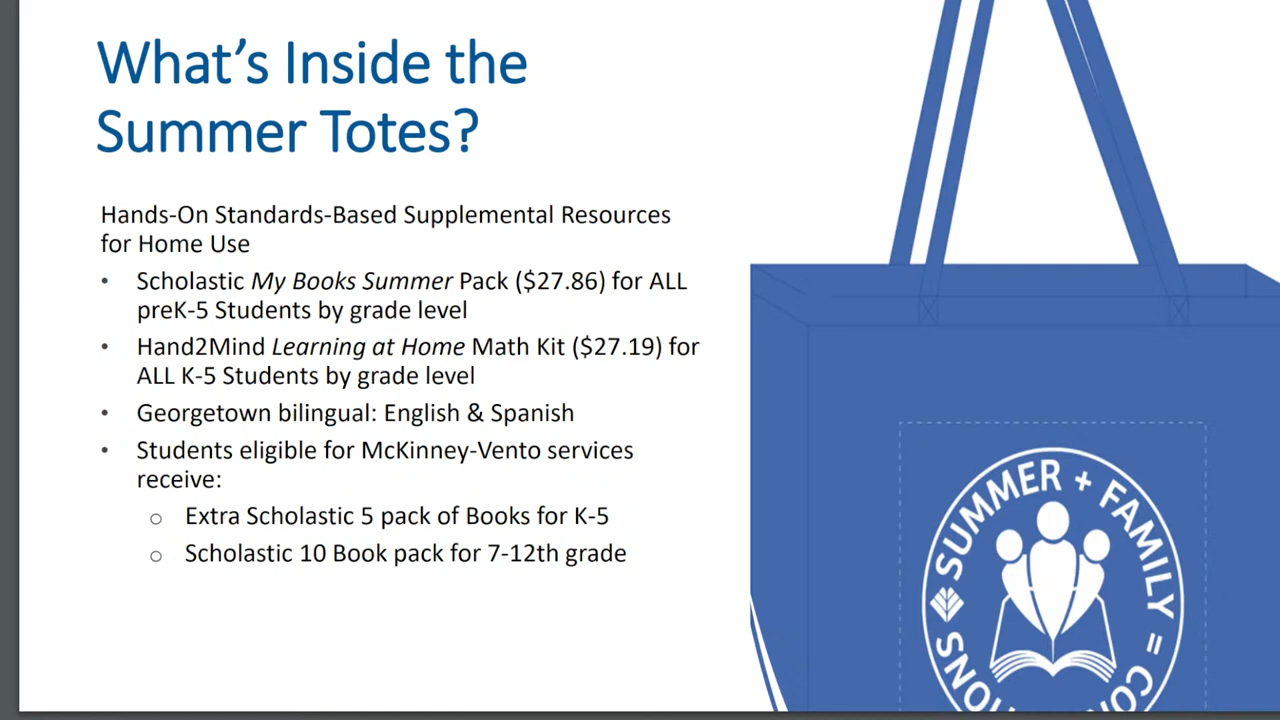 What’s Inside the
Summer Totes?
Hands-On Standards-Based Supplemental Resources
for Home Use
• Scholastic My Books Summer Pack ($27.86) for ALL
preK-5 Students by grade level
• Hand2Mind Learning at Home Math Kit ($27.19) for
ALL K-5 Students by grade level
• Georgetown bilingual: English & Spanish
• Students eligible for McKinney-Vento services
receive:
o Extra Scholastic 5 pack of Books for K-5
o Scholastic 10 Book pack for 7-12th grade
SUMMER + FAMILY =